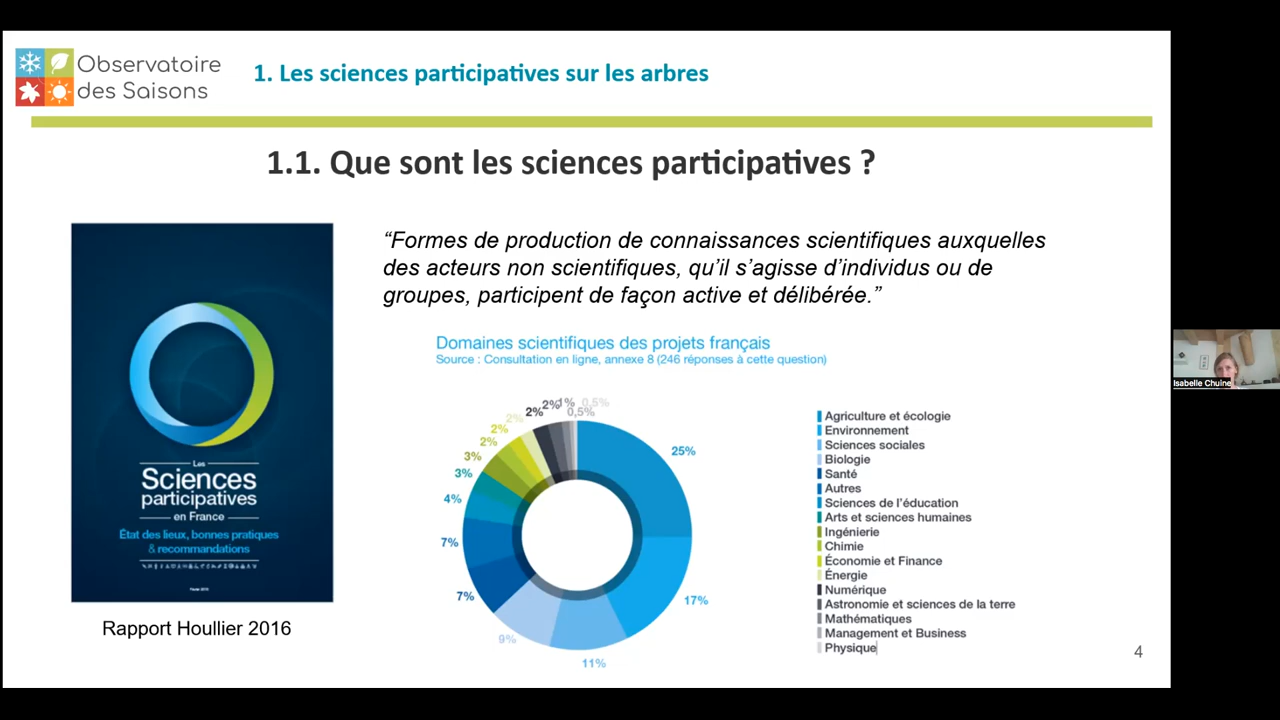 Observatoire
des Saisons
1. Les sciences participatives sur les arbres
1.1. Que sont les sciences participatives ?
“Formes de production de connaissances scientifiques auxquelles
des acteurs non scientifiques, qu’il s’agisse d’individus ou de
groupes, participent de façon active et délibérée.”
Les
Sciences
participatives
en France
État des lieux, bonnes pratiques
& recommandations
Rapport Houllier 2016
Domaines scientifiques des projets français
Source : Consultation en ligne, annexe 8 (246 réponses à cette question)
25%
17%
11%
9%
7%
7%
4%
3%
3%
2%
2%
2%
2%
2%
1%
0,5%
0,5%
Agriculture et écologie
Environnement
Sciences sociales
Biologie
Santé
Autres
Sciences de l’éducation
Arts et sciences humaines
Ingénierie
Chimie
Économie et Finance
Énergie
Numérique
Astronomie et sciences de la terre
Mathématiques
Management et Business
Physique
4
Isabelle Chuine